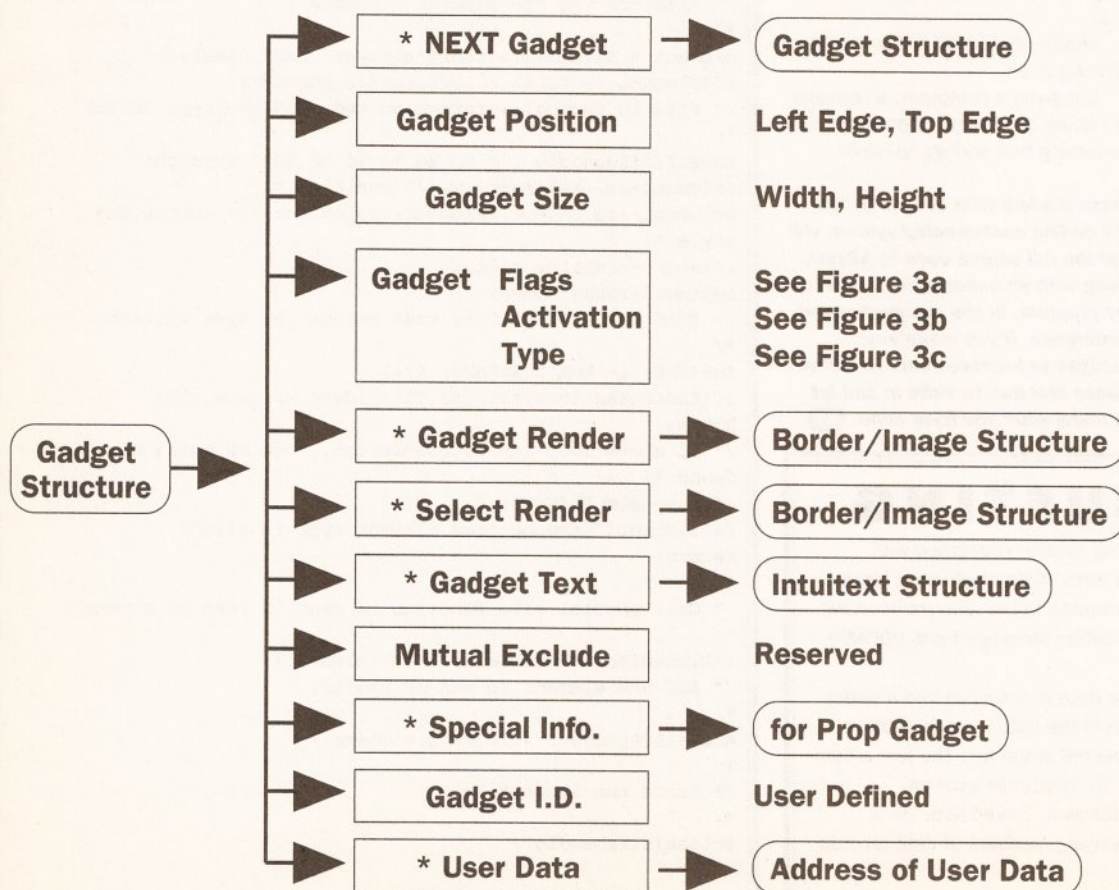 * NEXT Gadget
Gadget Structure
Gadget Position
Left Edge, Top Edge
Gadget Size
Width, Height
Gadget Flags
Activation
Type
See Figure 3a
See Figure 3b
See Figure 3c
Gadget
Structure
* Gadget Render
Border/Image Structure
* Select Render
Border/Image Structure
* Gadget Text
Intuitext Structure
Mutual Exclude
Reserved
* Special Info.
for Prop Gadget
Gadget I.D.
User Defined
* User Data
Address of User Data